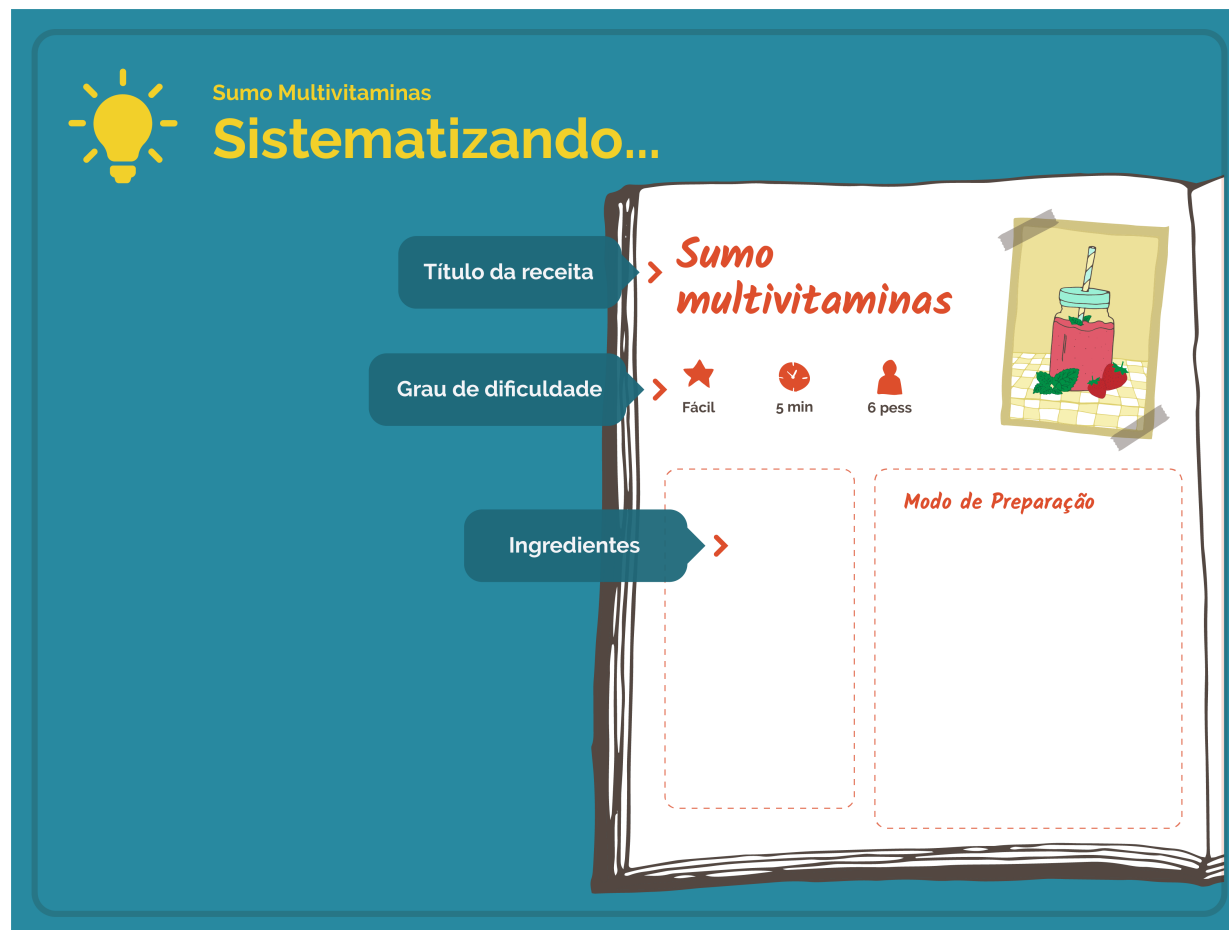 Sumo Multivitaminas
Sistematizando...
Título da receita
Sumo
multivitaminas
Grau de dificuldade
Fácil
5 min
6 pess
Ingredientes
Modo de Preparação